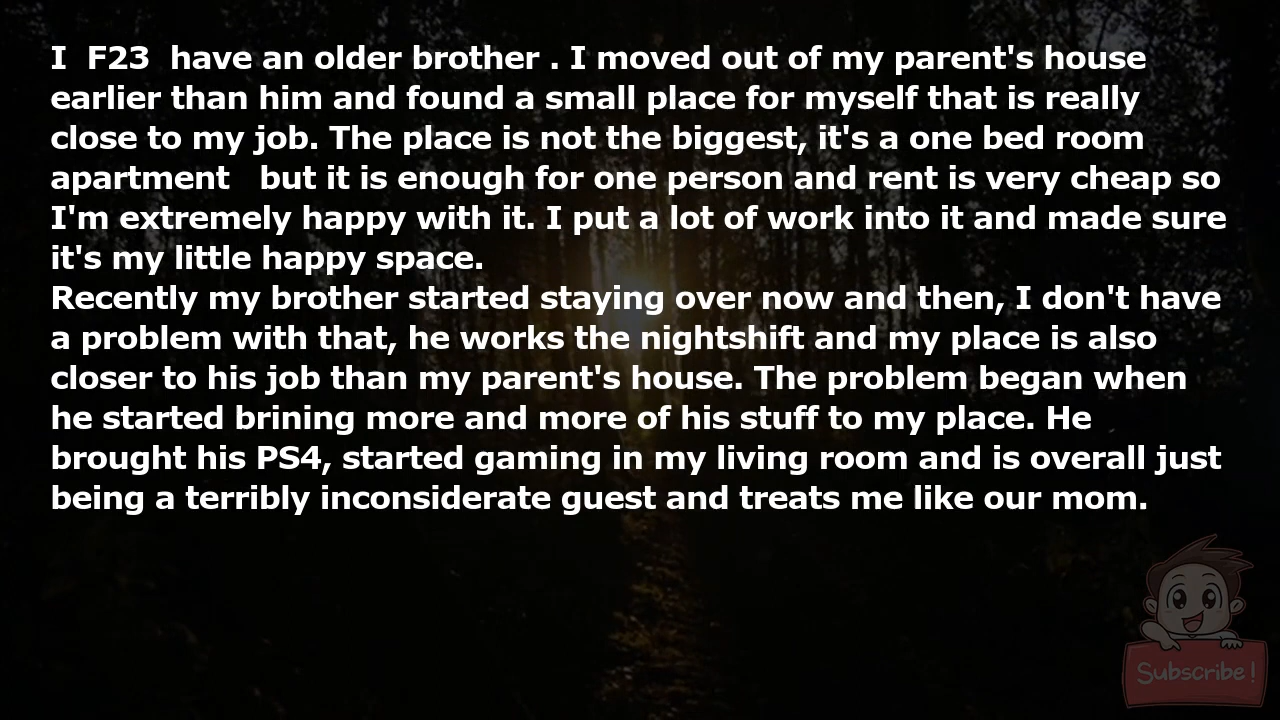 I  F23  have an older brother . I moved out of my parent's house
earlier than him and found a small place for myself that is really
close to my job. The place is not the biggest, it's a one bed room
apartment   but it is enough for one person and rent is very cheap so
I'm extremely happy with it. I put a lot of work into it and made sure
it's my little happy space.
Recently my brother started staying over now and then, I don't have
a problem with that, he works the nightshift and my place is also
closer to his job than my parent's house. The problem began when
he started brining more and more of his stuff to my place. He
brought his PS4, started gaming in my living room and is overall just
being a terribly inconsiderate guest and treats me like our mom.
Subscribe!